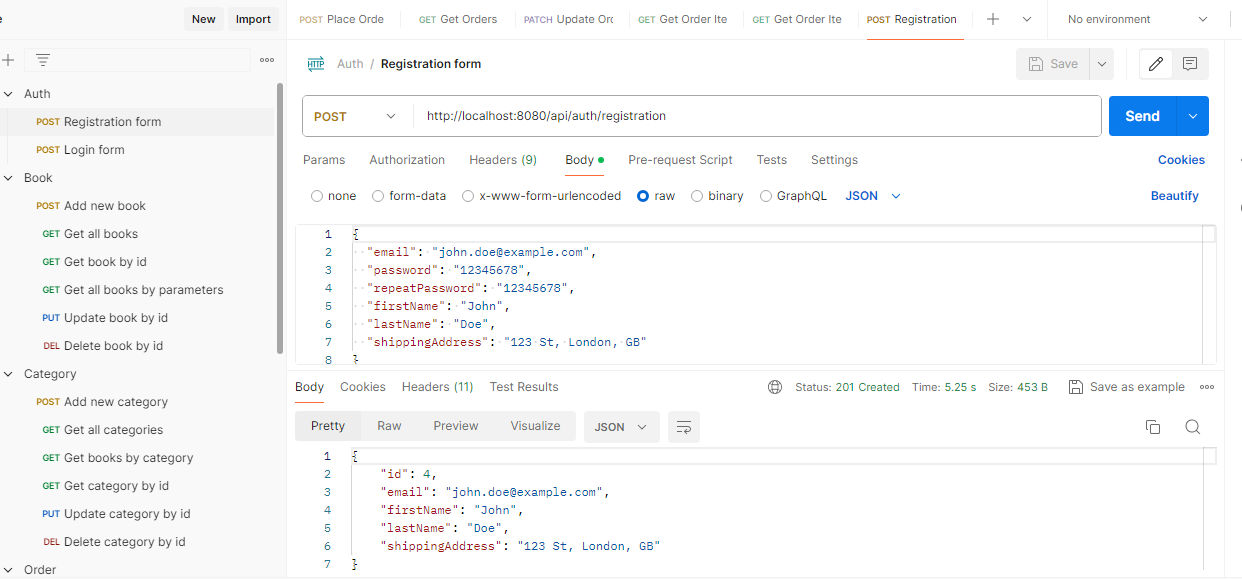 New Import
POST Place Orde GET Get Orders PATCH Update Orc GET Get Order Ite GET Get Order Ite POST Registration No environment
HTTP Auth / Registration form Save
Auth
POST Registration form
POST Login form
Book
POST Add new book
GET Get all books
GET Get book by id
GET Get all books by parameters
PUT Update book by id
DEL Delete book by id
Category
POST Add new category
GET Get all categories
GET Get books by category
GET Get category by id
PUT Update category by id
DEL Delete category by id
Order
POST http://localhost:8080/api/auth/registration Send
Params Authorization Headers (9) Body Pre-request Script Tests Settings Cookies
none form-data x-www-form-urlencoded raw binary GraphQL JSON Beautify
1 {
2 "email": "john.doe@example.com",
3 "password": "12345678",
4 "repeatPassword": "12345678",
5 "firstName": "John",
6 "lastName": "Doe",
7 "shippingAddress": "123 St, London, GB"
8 }
Body Cookies Headers (11) Test Results Status: 201 Created Time: 5.25 s Size: 453 B Save as example
Pretty Raw Preview Visualize JSON
1 {
2 "id": 4,
3 "email": "john.doe@example.com",
4 "firstName": "John",
5 "lastName": "Doe",
6 "shippingAddress": "123 St, London, GB"
7 }